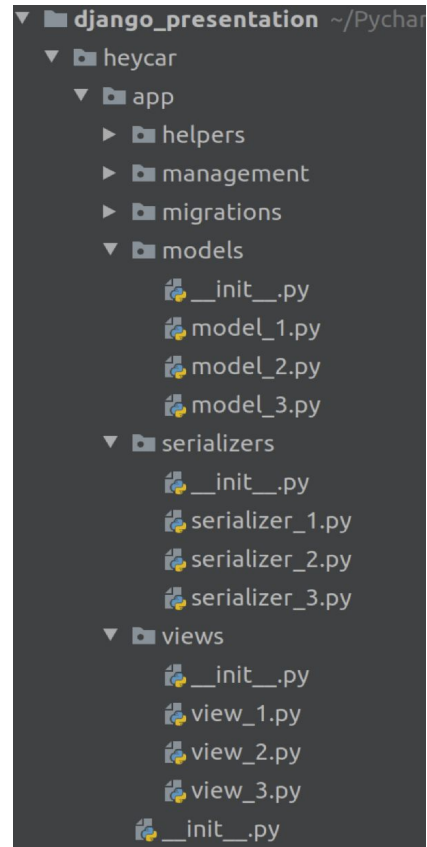 django_presentation ~/Pychar
heycar
app
helpers
management
migrations
models
__init__.py
model_1.py
model_2.py
model_3.py
serializers
__init__.py
serializer_1.py
serializer_2.py
serializer_3.py
views
__init__.py
view_1.py
view_2.py
view_3.py
__init__.py